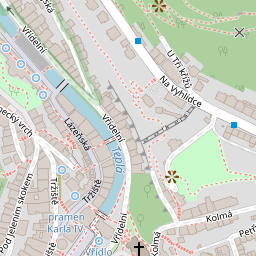 Vřídelní
U Tří křížů
Na Vyhlídce
Lázeňská
Vřídelní
Teplá
Pod Jelením skokem
Tržiště
Tržiště
pramen
Karla IV.
Vřídlo
Vřídelní
Kolmá
Kolmá